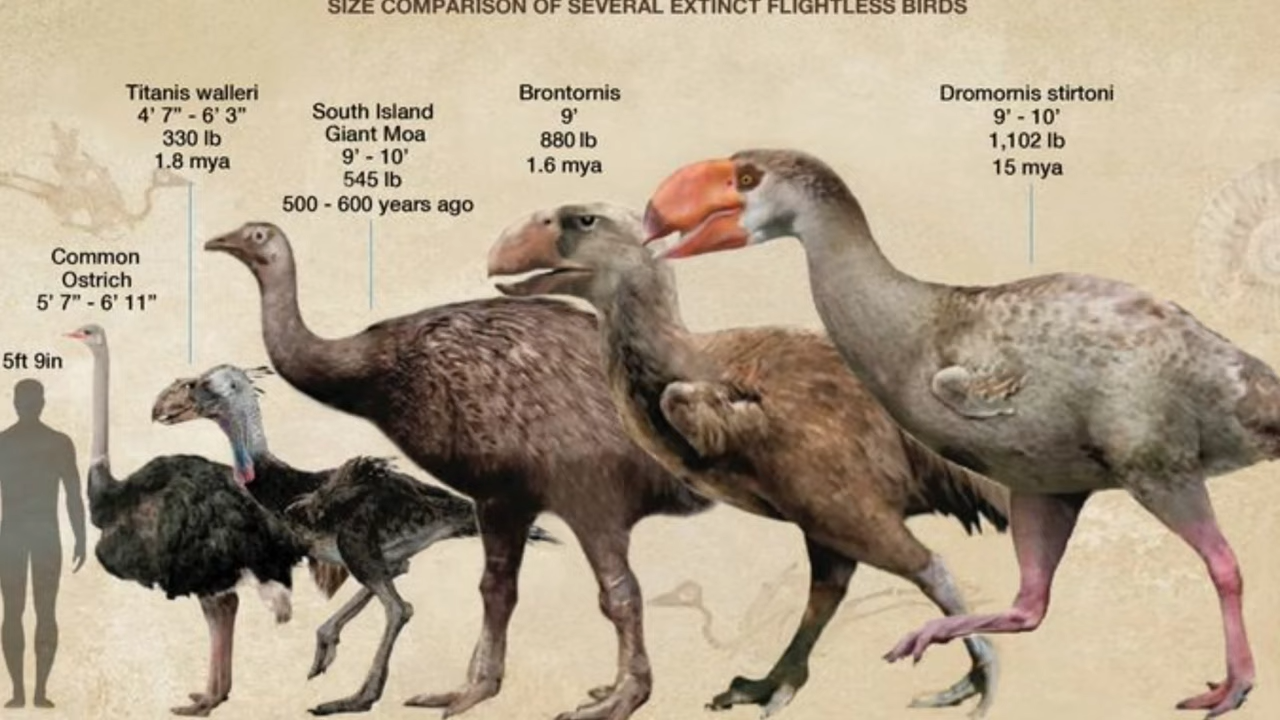 SIZE COMPARISON OF SEVERAL EXTINCT FLIGHTLESS BIRDS
Titanis walleri
4' 7" - 6' 3"
330 lb
1.8 mya
South Island
Giant Moa
9' - 10'
545 lb
500 - 600 years ago
Brontornis
9'
880 lb
1.6 mya
Dromornis stirtoni
9' - 10'
1,102 lb
15 mya
Common
Ostrich
5' 7" - 6' 11"
5ft 9in